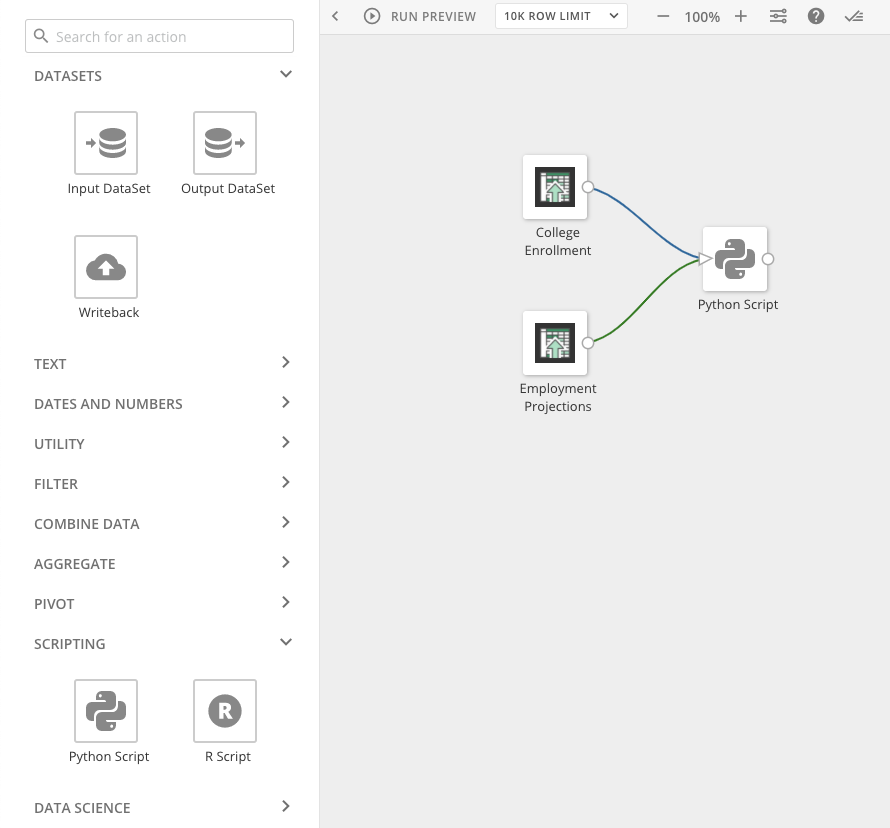 Search for an action
DATASETS
Input DataSet
Output DataSet
Writeback
TEXT
DATES AND NUMBERS
UTILITY
FILTER
COMBINE DATA
AGGREGATE
PIVOT
SCRIPTING
Python Script
R
R Script
DATA SCIENCE
RUN PREVIEW
10K ROW LIMIT
100%
?
College
Enrollment
Python Script
Employment
Projections